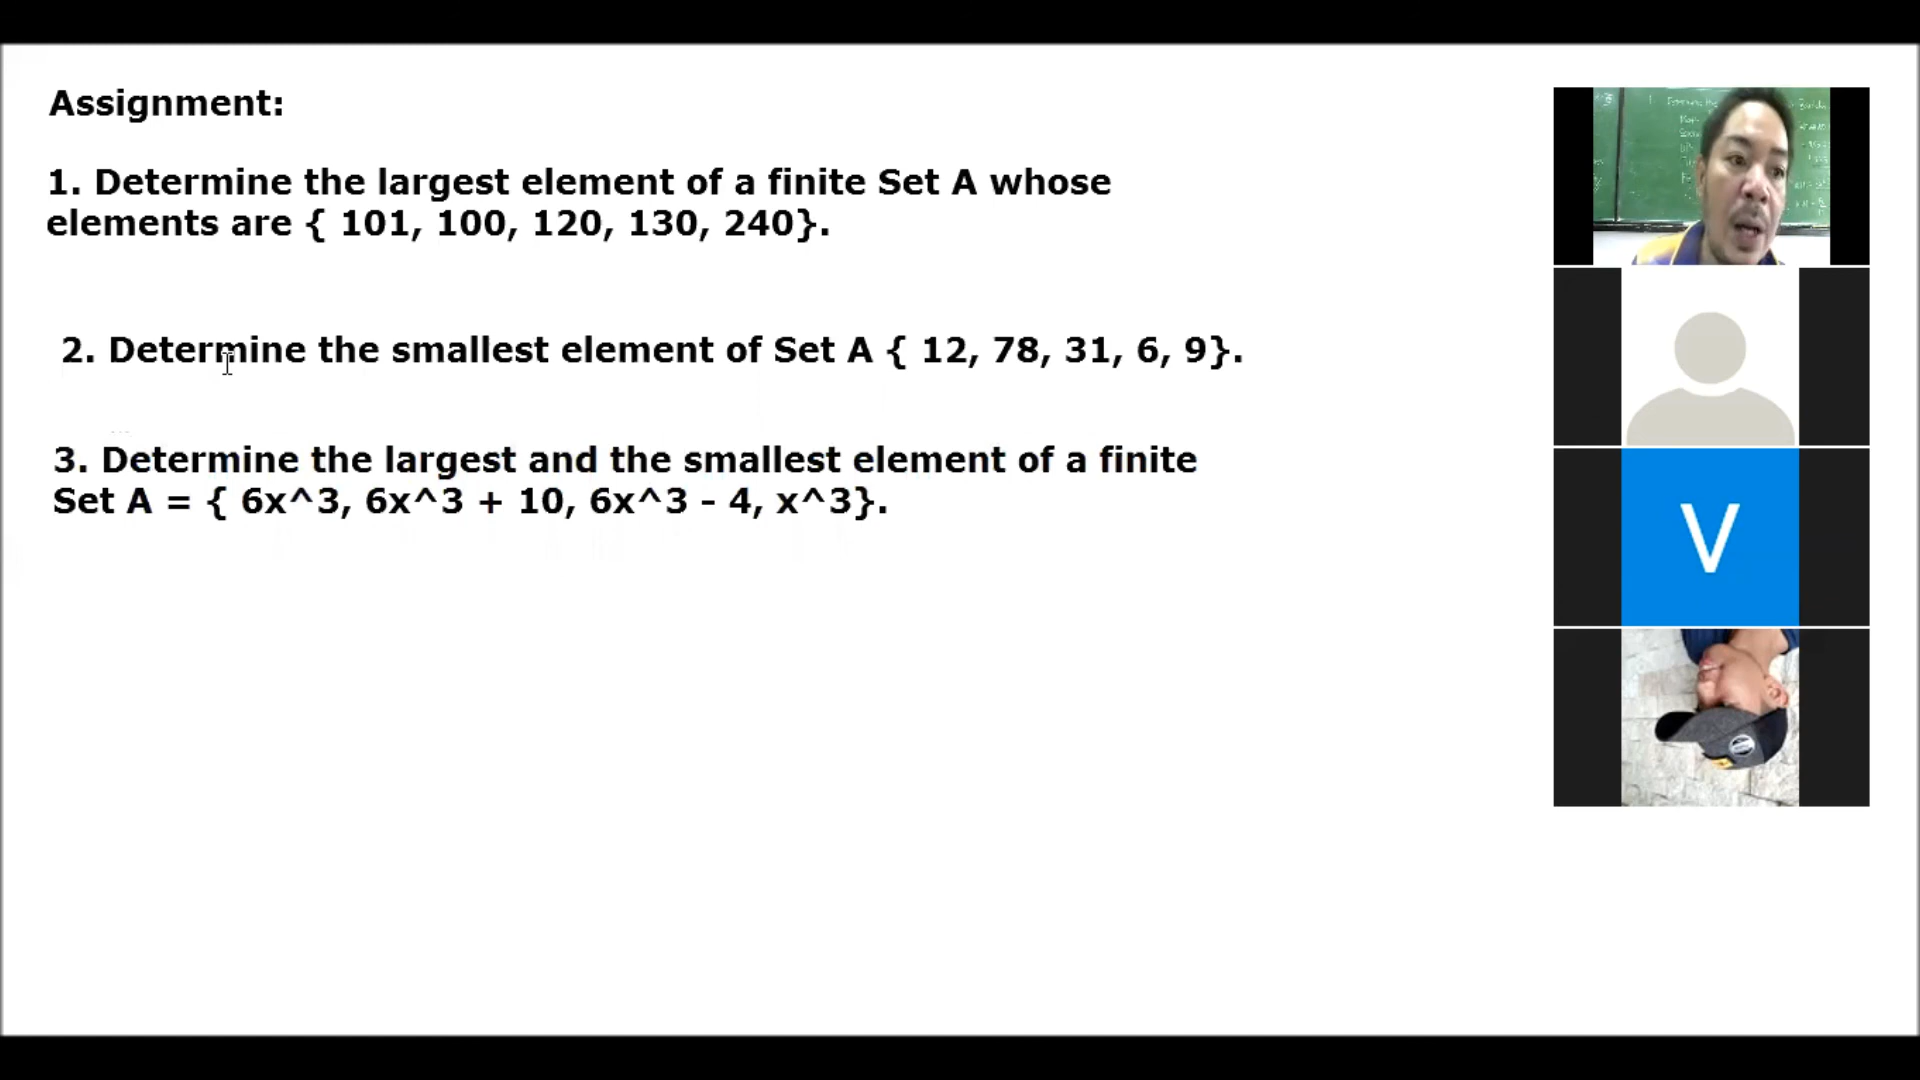 Assignment:
1. Determine the largest element of a finite Set A whose
elements are { 101, 100, 120, 130, 240}.
2. Determine the smallest element of Set A { 12, 78, 31, 6, 9}.
3. Determine the largest and the smallest element of a finite
Set A = { 6x^3, 6x^3 + 10, 6x^3 - 4, x^3}.
V